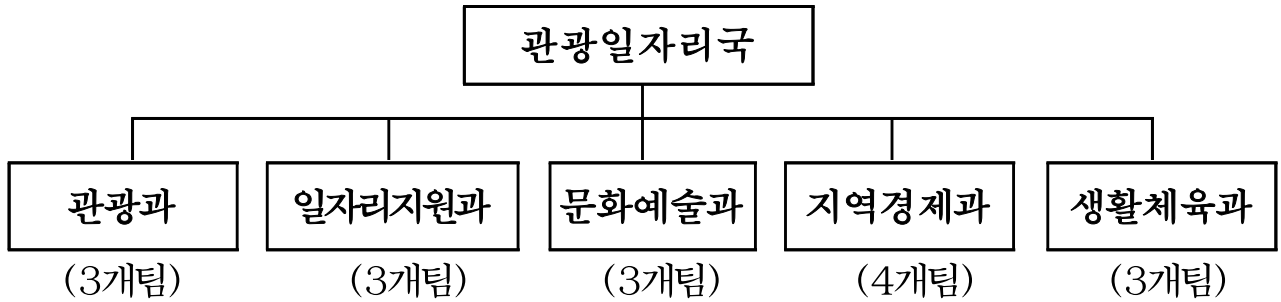 관광일자리국
관광과 일자리지원과 문화예술과 지역경제과 생활체육과
(3개팀) (3개팀) (3개팀) (4개팀) (3개팀)